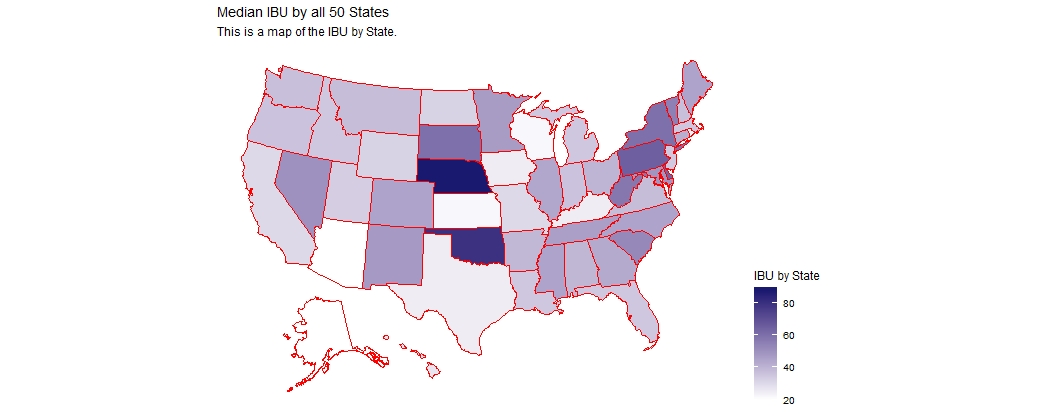 Median IBU by all 50 States
This is a map of the IBU by State.
IBU by State
80
60
40
20